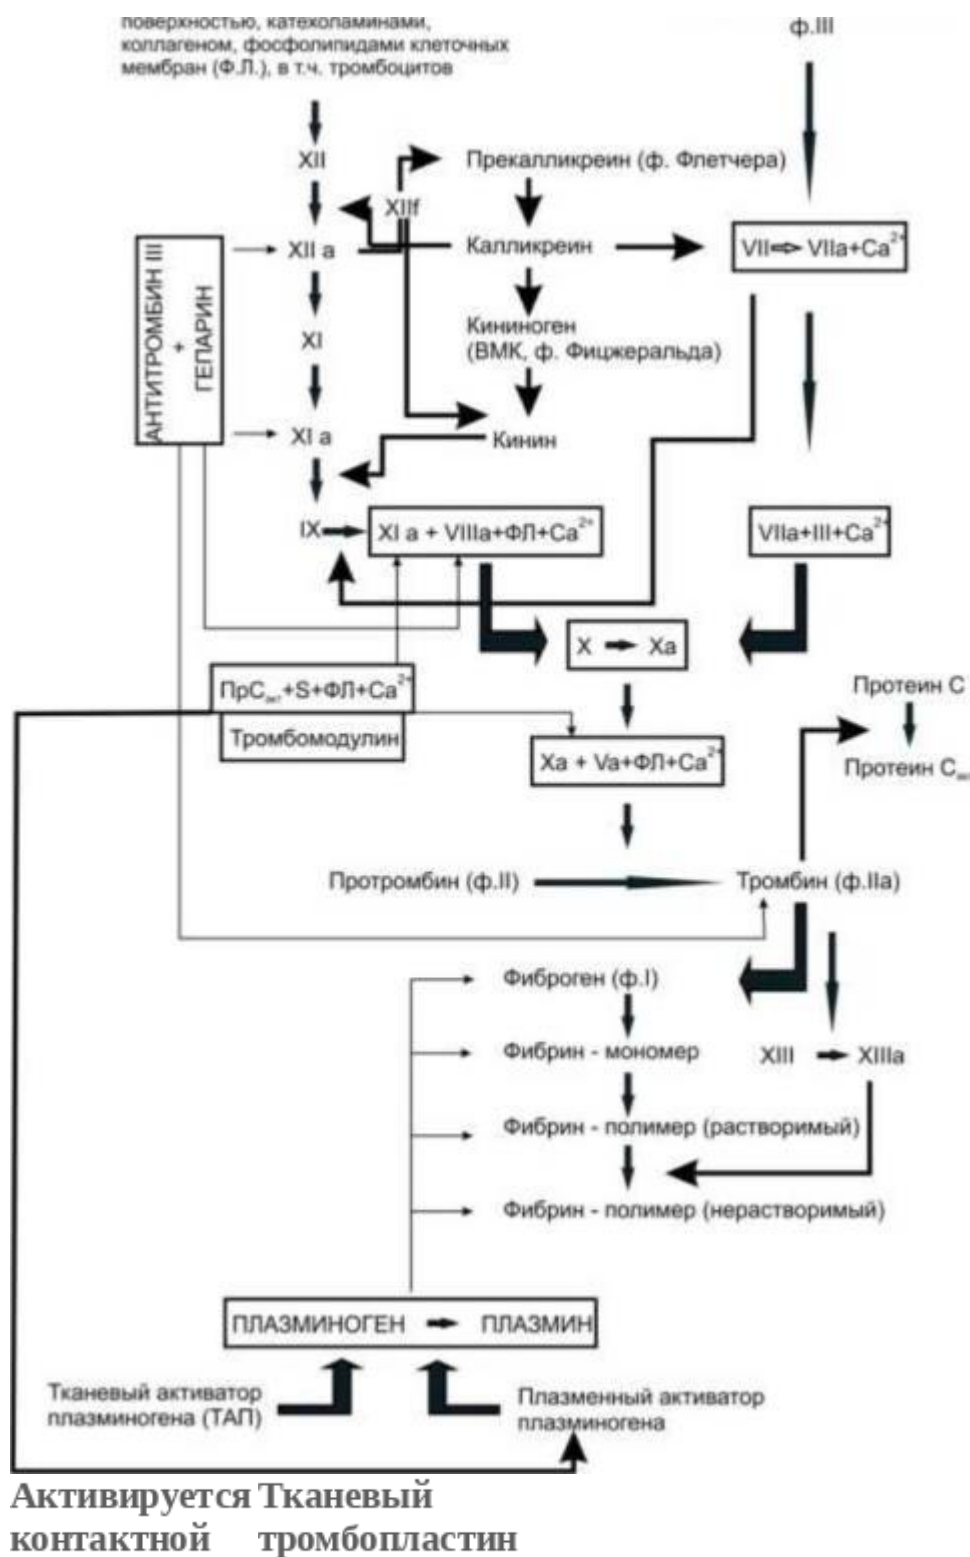 поверхностью, катехоламинами,
коллагеном, фосфолипидами клеточных
мембран (Ф.Л.), в т.ч. тромбоцитов
ф.III
XII
Прекалликреин (ф. Флетчера)
XIIf
XII a
Калликреин
VII ⇨ VIIa+Ca²⁺
АНТИТРОМБИН III
+
ГЕПАРИН
XI
Кининоген
(ВМК, ф. Фицжеральда)
XI a
Кинин
IX
XI a + VIIIa+ФЛ+Ca²⁺
VIIa+III+Ca²⁺
X → Xa
ПрСакт+S+ФЛ+Ca²⁺
Тромбомодулин
Протеин С
Xa + Va+ФЛ+Ca²⁺
Протеин Сак
Протромбин (ф.II)
Тромбин (ф.IIa)
Фиброген (ф.I)
Фибрин - мономер
XIII → XIIIa
Фибрин - полимер (растворимый)
Фибрин - полимер (нерастворимый)
ПЛАЗМИНОГЕН → ПЛАЗМИН
Тканевый активатор
плазминогена (ТАП)
Плазменный активатор
плазминогена
Активируется Тканевый
контактной тромбопластин